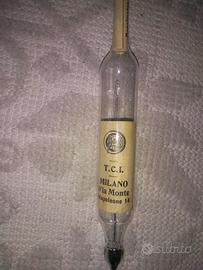 T.C.I.
MILANO
Via Monte
Napoleone 14
subito